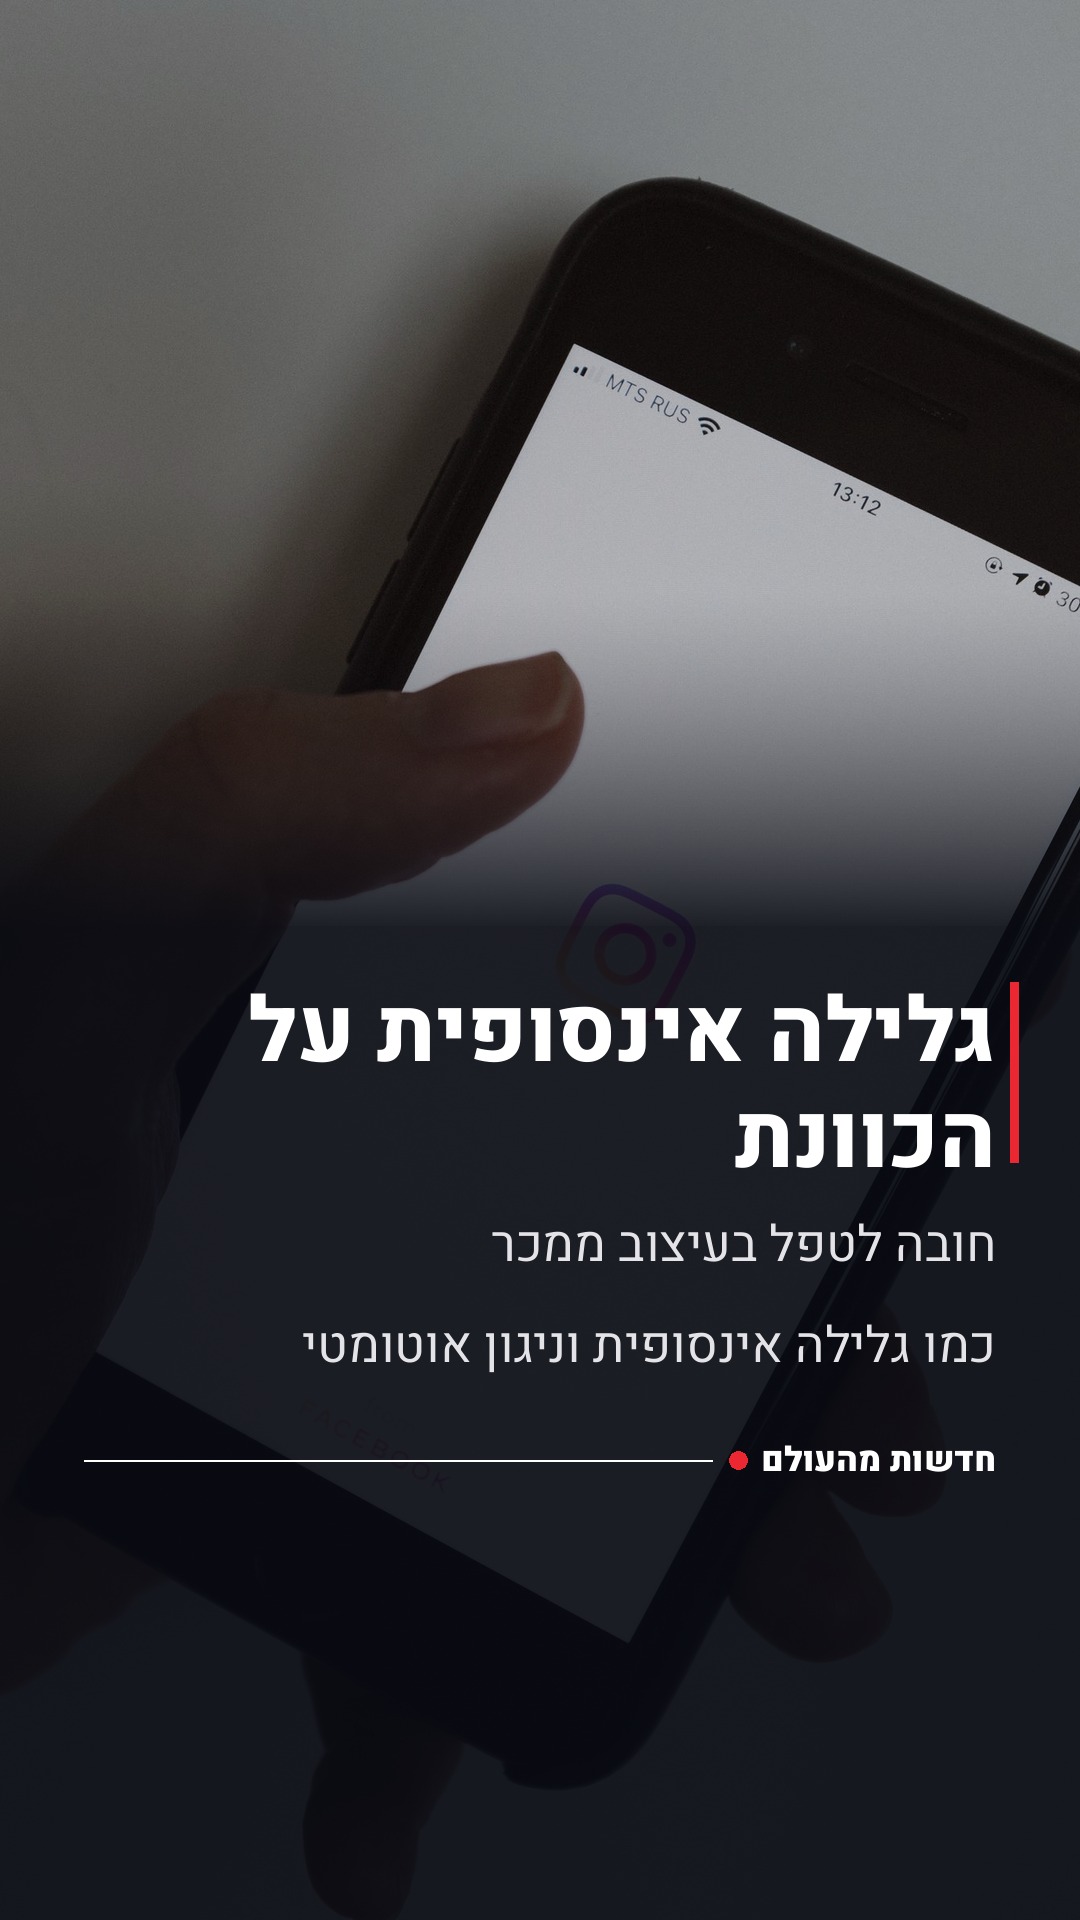 MTS RUS
13:12
30
גלילה אינסופית על
הכוונת
חובה לטפל בעיצוב ממכר
כמו גלילה אינסופית וניגון אוטומטי
FACEBOOK
חדשות מהעולם